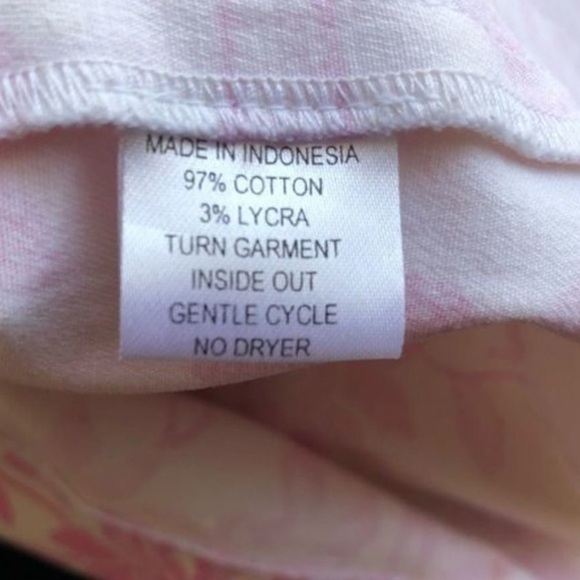 MADE IN INDONESIA
97% COTTON
3% LYCRA
TURN GARMENT
INSIDE OUT
GENTLE CYCLE
NO DRYER